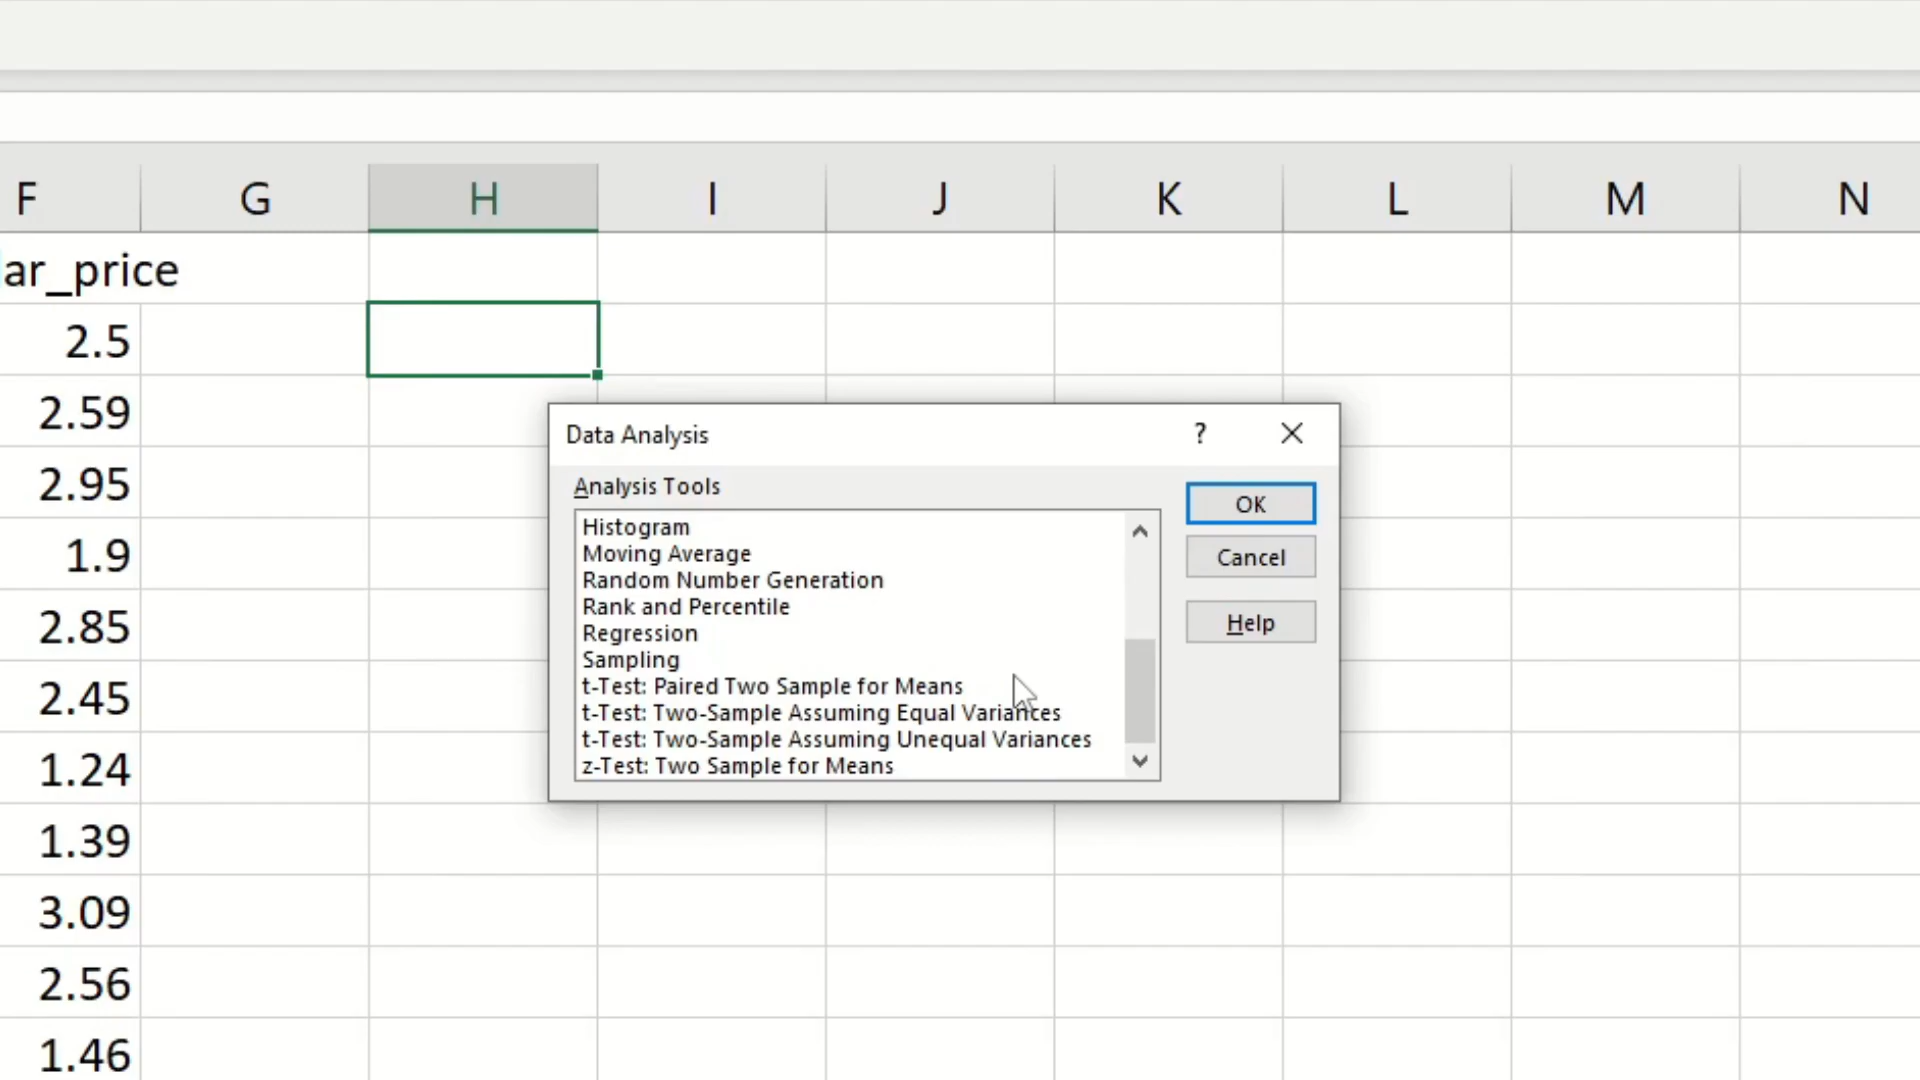 F G H I J K L M N
ar_price
2.5
2.59
2.95
1.9
2.85
2.45
1.24
1.39
3.09
2.56
1.46
Data Analysis ?
Analysis Tools
Histogram
Moving Average
Random Number Generation
Rank and Percentile
Regression
Sampling
t-Test: Paired Two Sample for Means
t-Test: Two-Sample Assuming Equal Variances
t-Test: Two-Sample Assuming Unequal Variances
z-Test: Two Sample for Means
OK
Cancel
Help